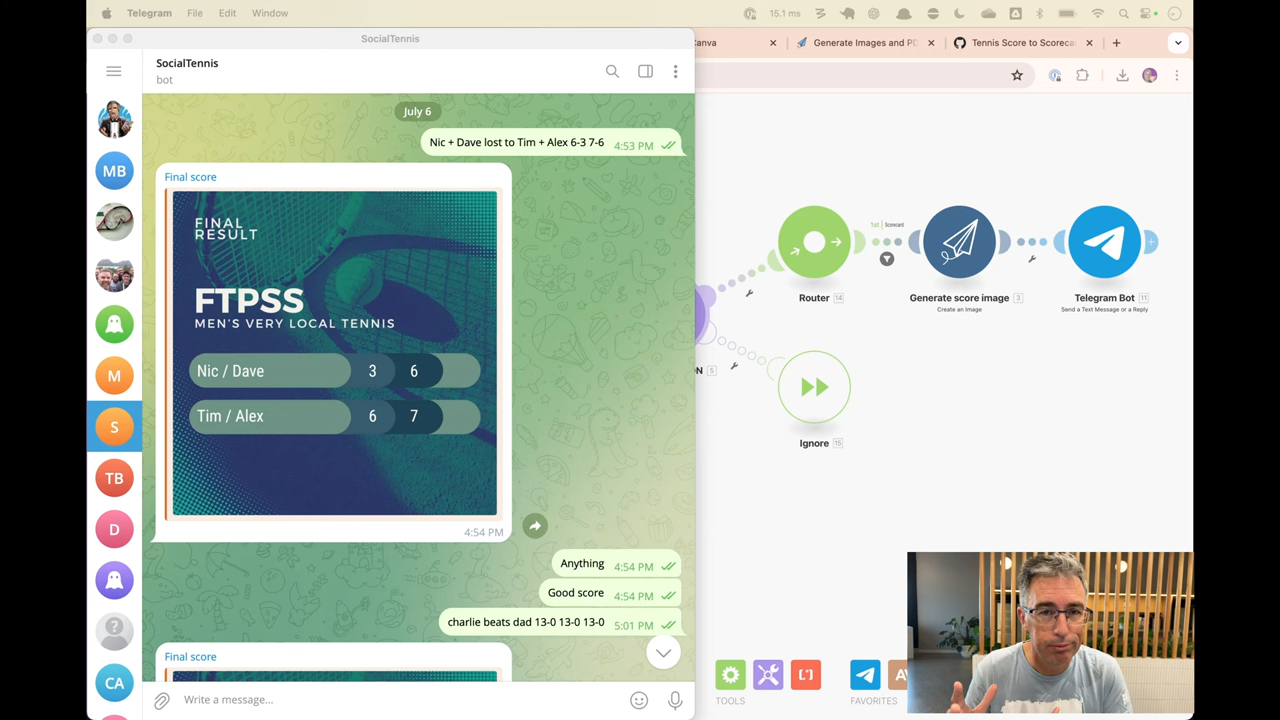 Telegram File Edit Window
15.1 ms
SocialTennis
SocialTennis
bot
MB
M
S
TB
D
?
CA
July 6
Nic + Dave lost to Tim + Alex 6-3 7-6 4:53 PM
Final score
FINAL
RESULT
FTPSS
MEN'S VERY LOCAL TENNIS
Nic / Dave 3 6
Tim / Alex 6 7
4:54 PM
Anything 4:54 PM
Good score 4:54 PM
charlie beats dad 13-0 13-0 13-0 5:01 PM
Final score
Write a message...
Generate Images and PD
Tennis Score to Scorecar
Router 14
1st Scorecard
Generate score image 3
Create an Image
Telegram Bot 11
Send a Text Message or a Reply
N 5
Ignore 15
TOOLS
FAVORITES